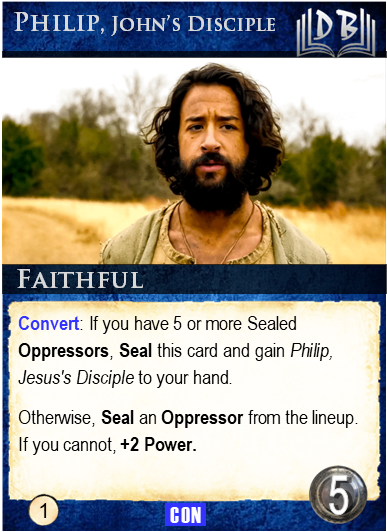 PHILIP, JOHN'S DISCIPLE
DB
FAITHFUL
Convert: If you have 5 or more Sealed
Oppressors, Seal this card and gain Philip,
Jesus's Disciple to your hand.
Otherwise, Seal an Oppressor from the lineup.
If you cannot, +2 Power.
1
CON
5